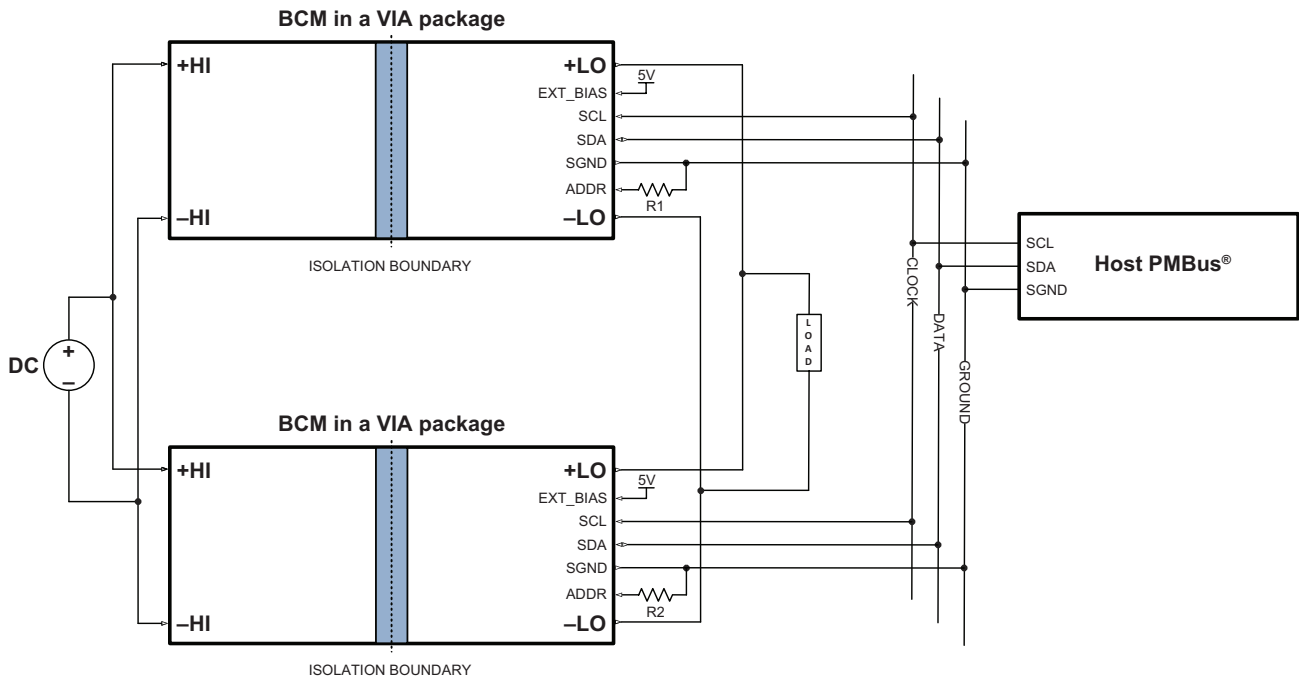 BCM in a VIA package
+HI
–HI
+LO
5V
EXT_BIAS
SCL
SDA
SGND
ADDR
R1
–LO
ISOLATION BOUNDARY
DC
+
–
LOAD
CLOCK
DATA
GROUND
SCL
SDA
SGND
Host PMBus®
BCM in a VIA package
+HI
–HI
+LO
5V
EXT_BIAS
SCL
SDA
SGND
ADDR
R2
–LO
ISOLATION BOUNDARY